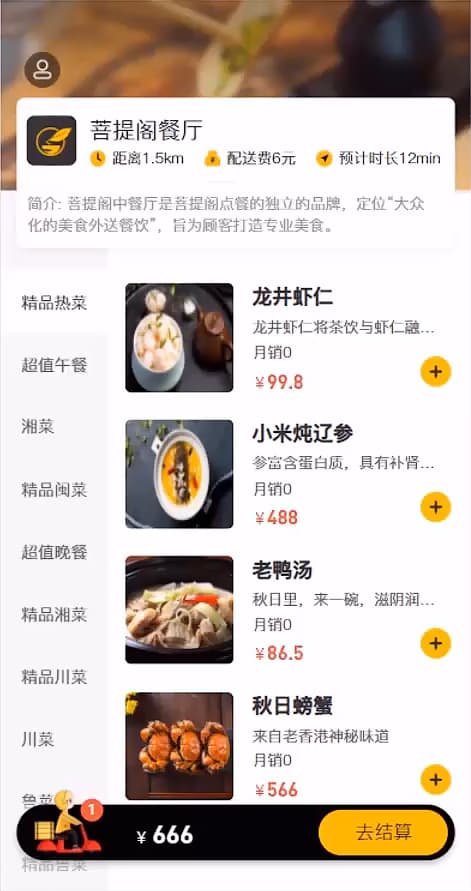 菩提阁餐厅
距离1.5km
配送费6元
预计时长12min
简介: 菩提阁中餐厅是菩提阁点餐的独立的品牌，定位“大众
化的美食外送餐饮”，旨为顾客打造专业美食。
精品热菜
超值午餐
湘菜
精品闽菜
超值晚餐
精品湘菜
精品川菜
川菜
鲁菜
精品鲁菜
龙井虾仁
龙井虾仁将茶饮与虾仁融...
月销0
￥99.8
小米炖辽参
参富含蛋白质，具有补肾...
月销0
￥488
老鸭汤
秋日里，来一碗，滋阴润...
月销0
￥86.5
秋日螃蟹
来自老香港神秘味道
月销0
￥566
1
￥666
去结算